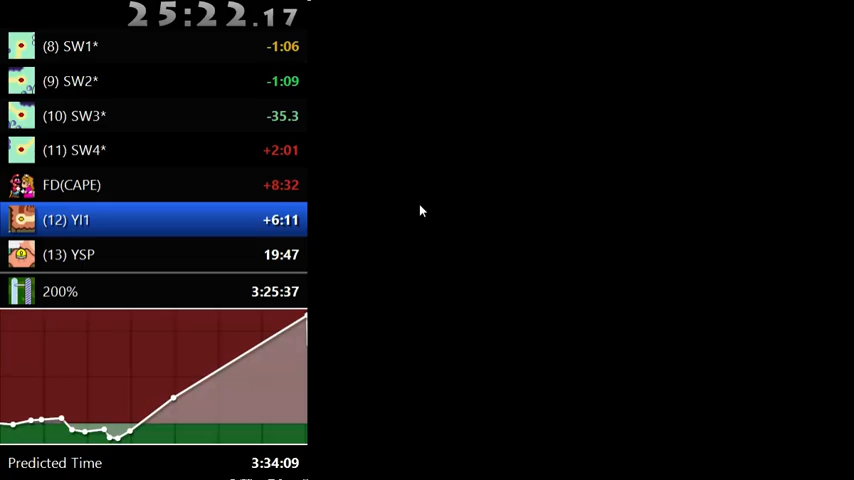 25:22.17
(8) SW1* -1:06
(9) SW2* -1:09
(10) SW3* -35.3
(11) SW4* +2:01
FD(CAPE) +8:32
(12) YI1 +6:11
(13) YSP 19:47
200% 3:25:37
Predicted Time 3:34:09